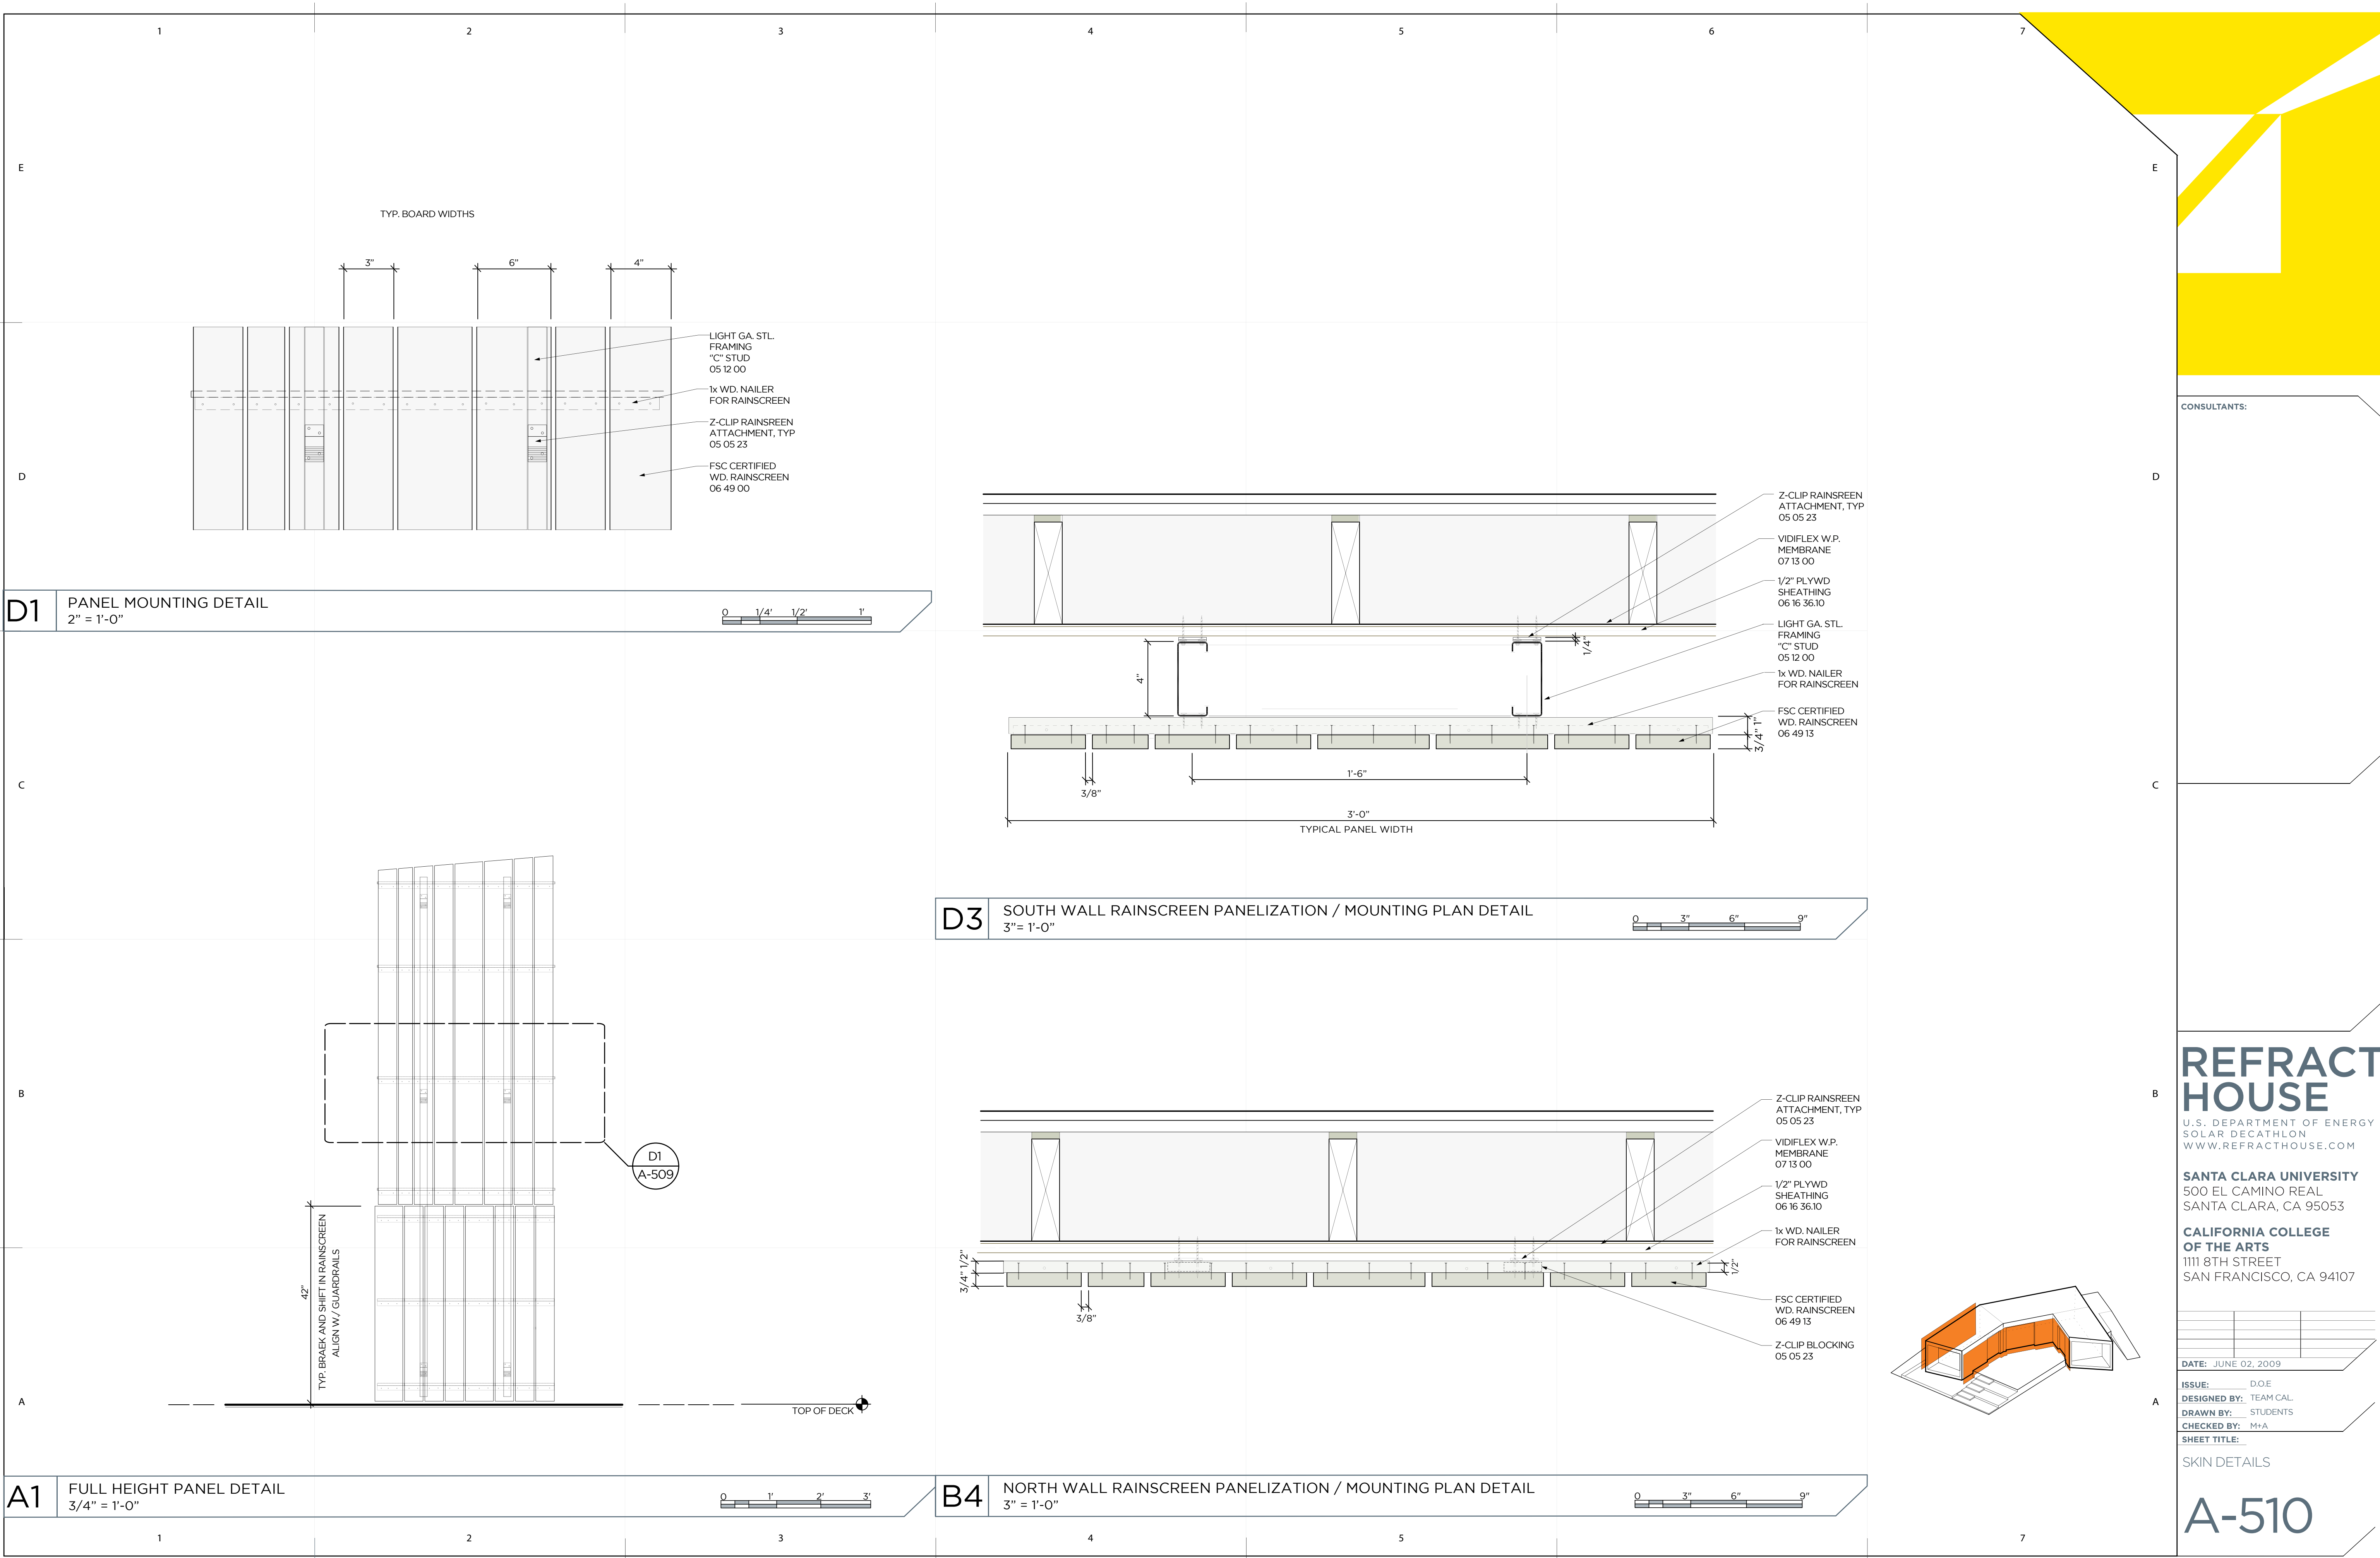 1 2 3 4 5 6 7
E E
TYP. BOARD WIDTHS
3" 6" 4"
LIGHT GA. STL.
FRAMING
"C" STUD
05 12 00
1x WD. NAILER
FOR RAINSCREEN
Z-CLIP RAINSREEN
ATTACHMENT, TYP
05 05 23
FSC CERTIFIED
WD. RAINSCREEN
06 49 00
D D
D1
PANEL MOUNTING DETAIL
2" = 1'-0"
0 1/4' 1/2' 1'
Z-CLIP RAINSREEN
ATTACHMENT, TYP
05 05 23
VIDIFLEX W.P.
MEMBRANE
07 13 00
1/2" PLYWD
SHEATHING
06 16 36.10
LIGHT GA. STL.
FRAMING
"C" STUD
05 12 00
1x WD. NAILER
FOR RAINSCREEN
FSC CERTIFIED
WD. RAINSCREEN
06 49 13
1/4"
4"
3/4" 1"
3/8"
1'-6"
3'-0"
TYPICAL PANEL WIDTH
C C
D3
SOUTH WALL RAINSCREEN PANELIZATION / MOUNTING PLAN DETAIL
3"= 1'-0"
0 3" 6" 9"
D1
A-509
42"
TYP. BRAEK AND SHIFT IN RAINSCREEN
ALIGN W./ GUARDRAILS
TOP OF DECK
B B
A A
A1
FULL HEIGHT PANEL DETAIL
3/4" = 1'-0"
0 1' 2' 3'
Z-CLIP RAINSREEN
ATTACHMENT, TYP
05 05 23
VIDIFLEX W.P.
MEMBRANE
07 13 00
1/2" PLYWD
SHEATHING
06 16 36.10
1x WD. NAILER
FOR RAINSCREEN
FSC CERTIFIED
WD. RAINSCREEN
06 49 13
Z-CLIP BLOCKING
05 05 23
3/4" 1/2"
1/2"
3/8"
B4
NORTH WALL RAINSCREEN PANELIZATION / MOUNTING PLAN DETAIL
3" = 1'-0"
0 3" 6" 9"
1 2 3 4 5 7
CONSULTANTS:
REFRACT
HOUSE
U.S. DEPARTMENT OF ENERGY
SOLAR DECATHLON
WWW.REFRACTHOUSE.COM
SANTA CLARA UNIVERSITY
500 EL CAMINO REAL
SANTA CLARA, CA 95053
CALIFORNIA COLLEGE
OF THE ARTS
1111 8TH STREET
SAN FRANCISCO, CA 94107
DATE: JUNE 02, 2009
ISSUE: D.O.E
DESIGNED BY: TEAM CAL.
DRAWN BY: STUDENTS
CHECKED BY: M+A
SHEET TITLE:
SKIN DETAILS
A-510